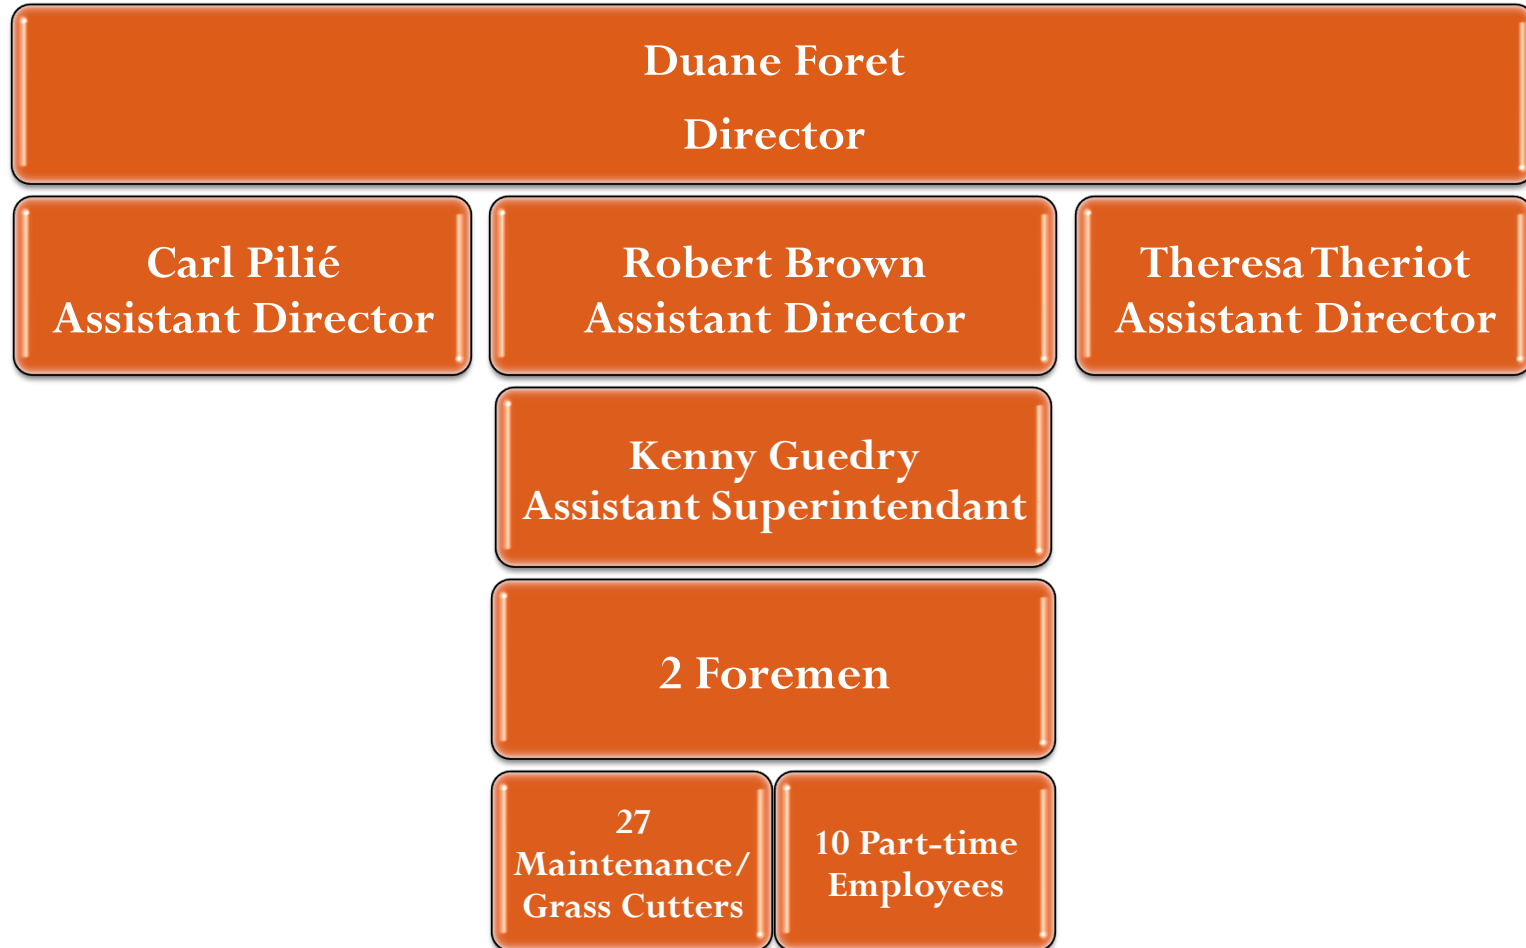 Duane Foret
Director
Carl Pilié
Assistant Director
Robert Brown
Assistant Director
Theresa Theriot
Assistant Director
Kenny Guedry
Assistant Superintendant
2 Foremen
27
Maintenance/
Grass Cutters
10 Part-time
Employees